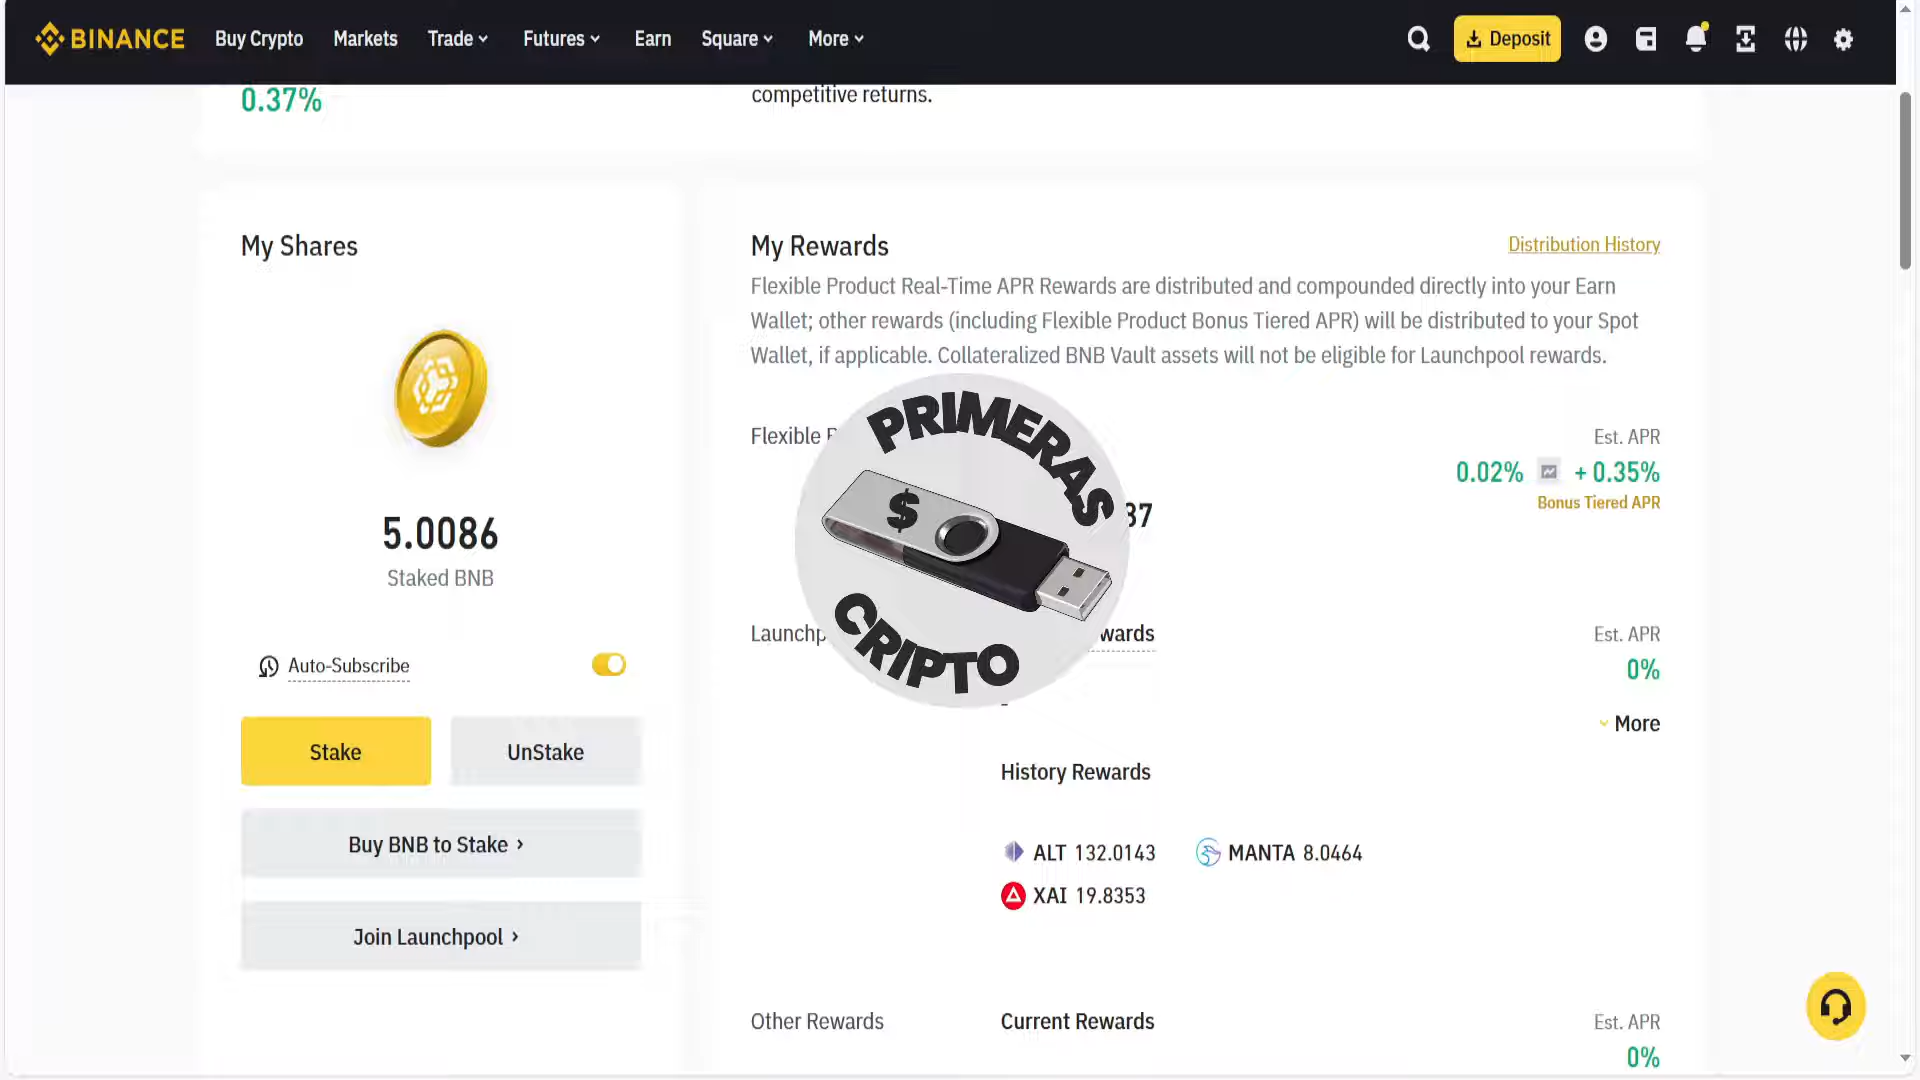 BINANCE Buy Crypto Markets Trade Futures Earn Square More Deposit
0.37%
competitive returns.
My Shares
5.0086
Staked BNB
Auto-Subscribe
Stake UnStake
Buy BNB to Stake ›
Join Launchpool ›
My Rewards Distribution History
Flexible Product Real-Time APR Rewards are distributed and compounded directly into your Earn
Wallet; other rewards (including Flexible Product Bonus Tiered APR) will be distributed to your Spot
Wallet, if applicable. Collateralized BNB Vault assets will not be eligible for Launchpool rewards.
Flexible Est. APR
0.02% + 0.35%
Bonus Tiered APR
PRIMERAS
$
CRIPTO
Est. APR
0%
More
History Rewards
ALT 132.0143 MANTA 8.0464
XAI 19.8353
Other Rewards Current Rewards Est. APR
0%